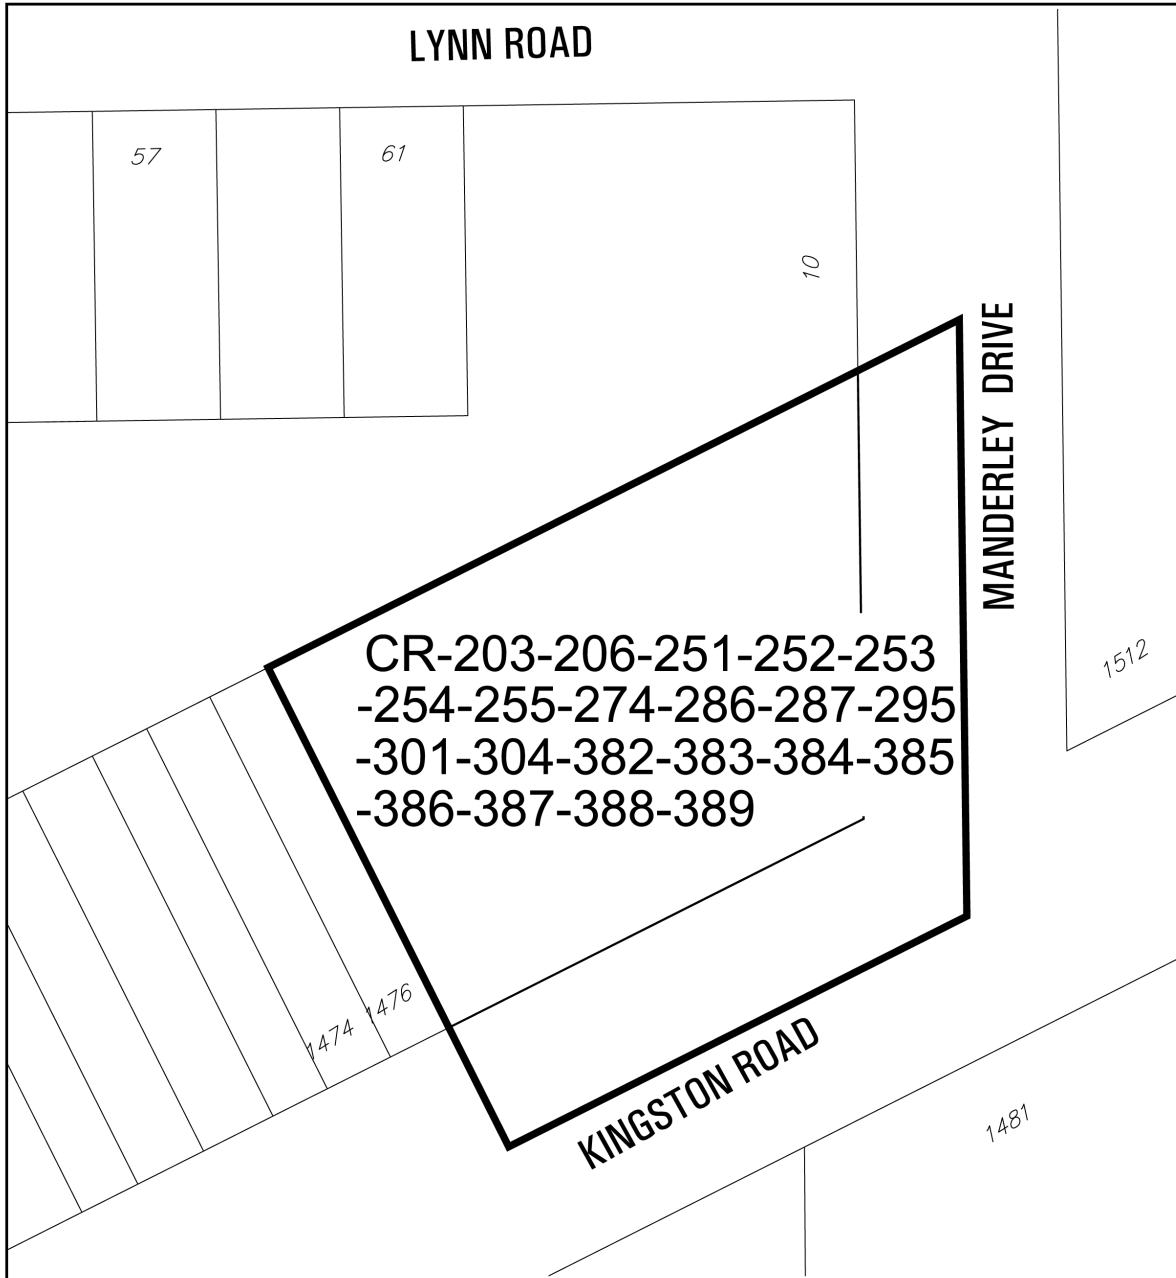 LYNN ROAD
57
61
10
MANDERLEY DRIVE
CR-203-206-251-252-253
-254-255-274-286-287-295
-301-304-382-383-384-385
-386-387-388-389
1512
1474
1476
KINGSTON ROAD
1481